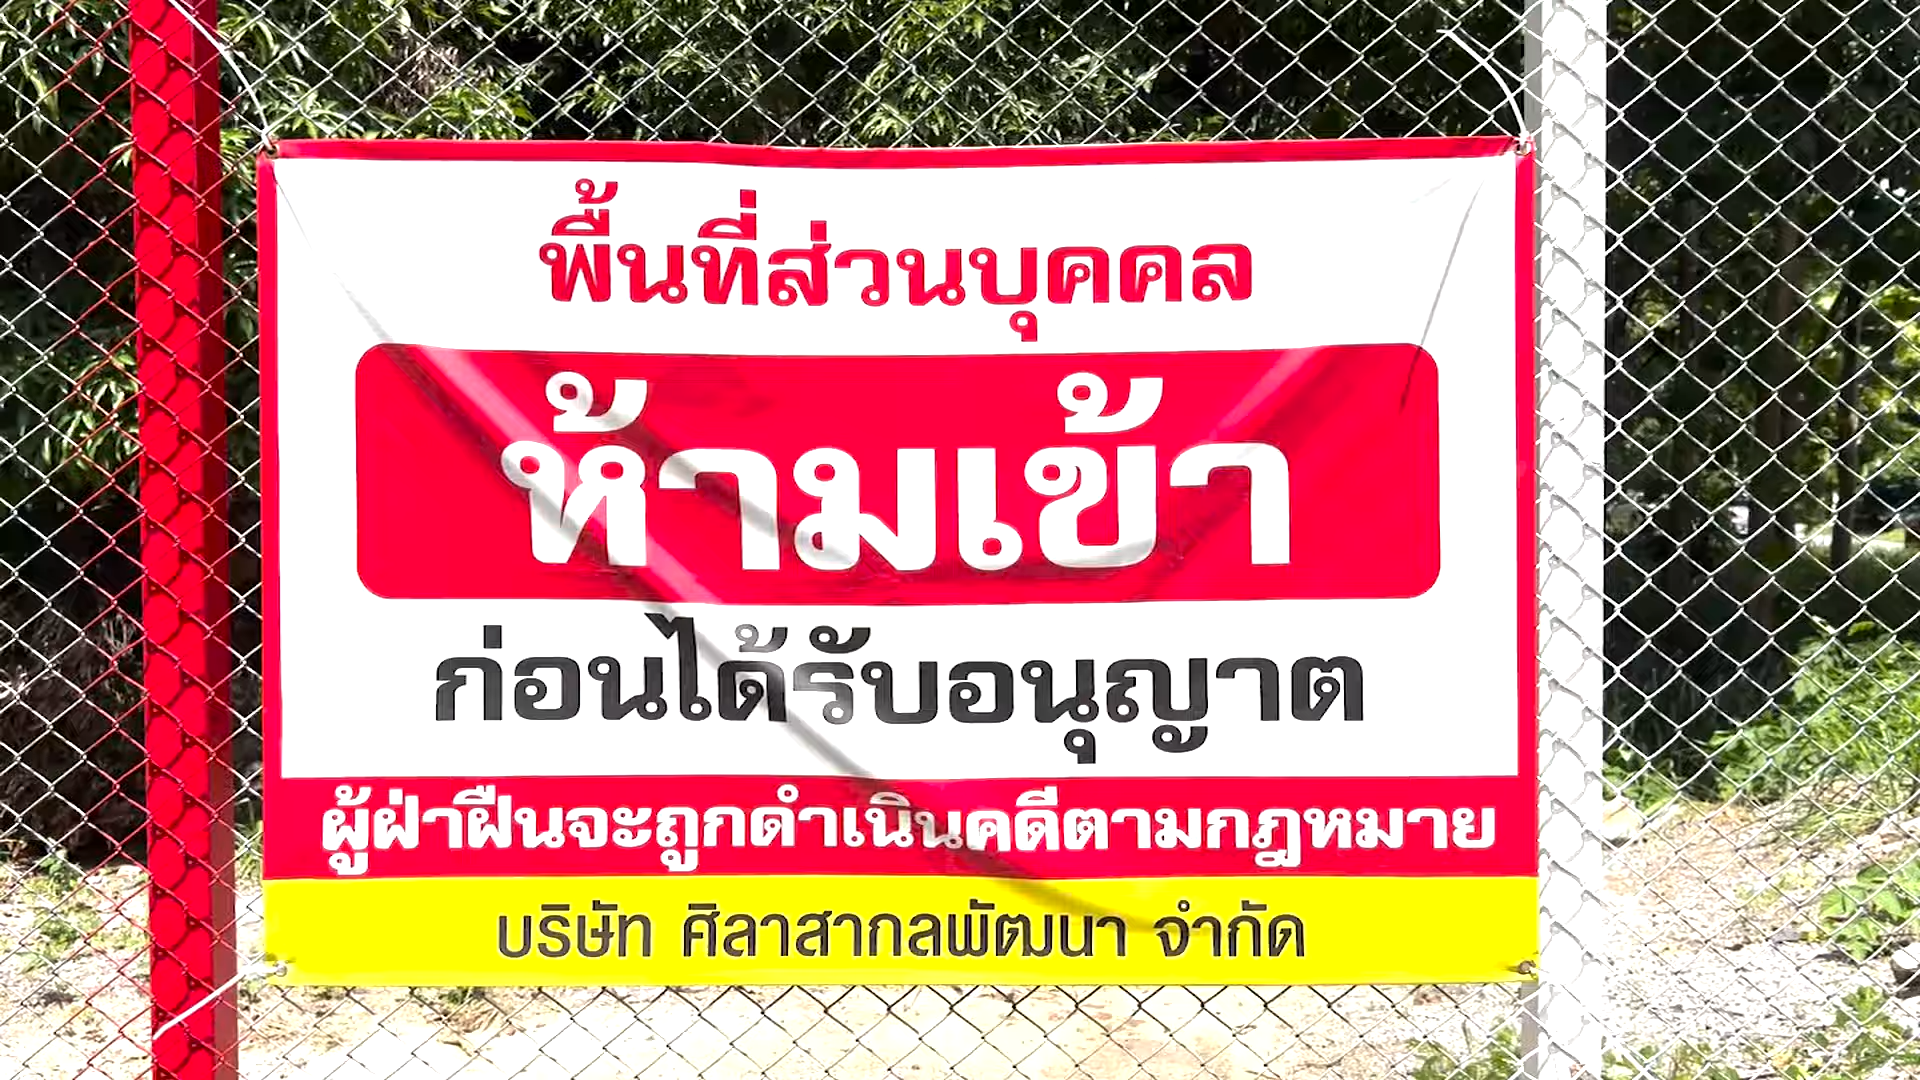 พื้นที่ส่วนบุคคล
ห้ามเข้า
ก่อนได้รับอนุญาต
ผู้ฝ่าฝืนจะถูกดำเนินคดีตามกฎหมาย
บริษัท ศิลาสากลพัฒนา จำกัด